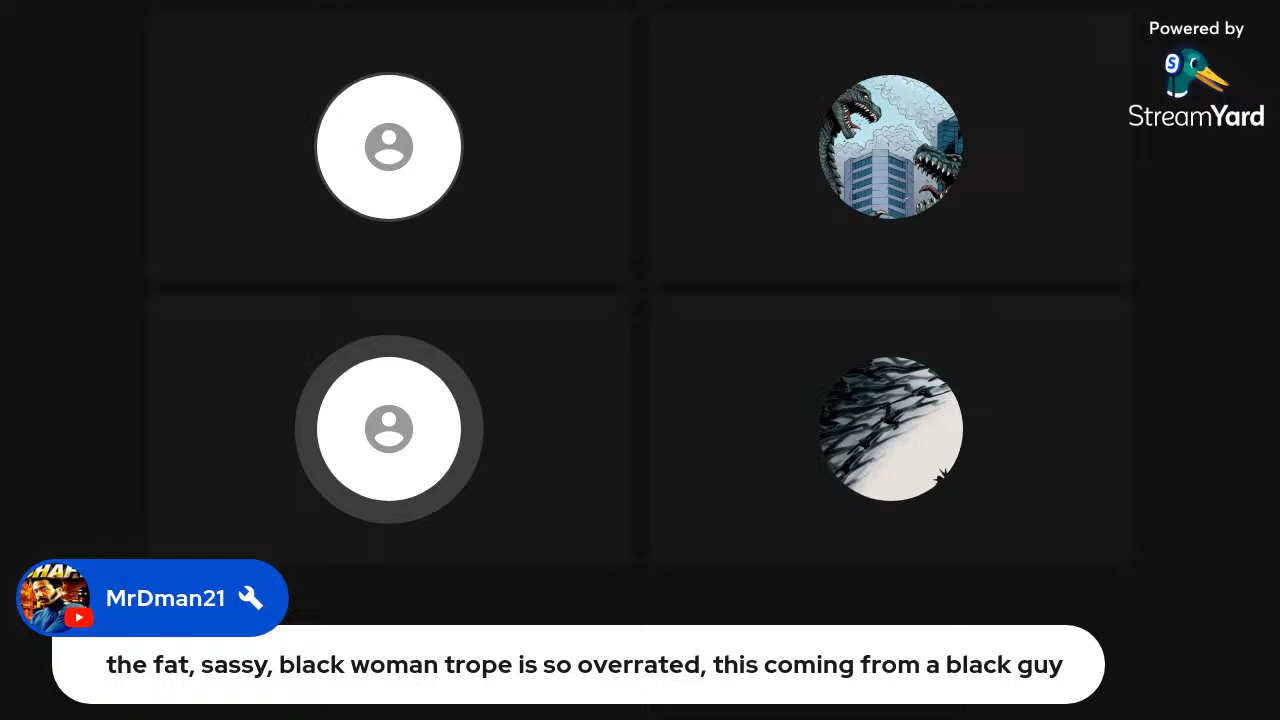 Powered by
StreamYard
MrDman21
the fat, sassy, black woman trope is so overrated, this coming from a black guy